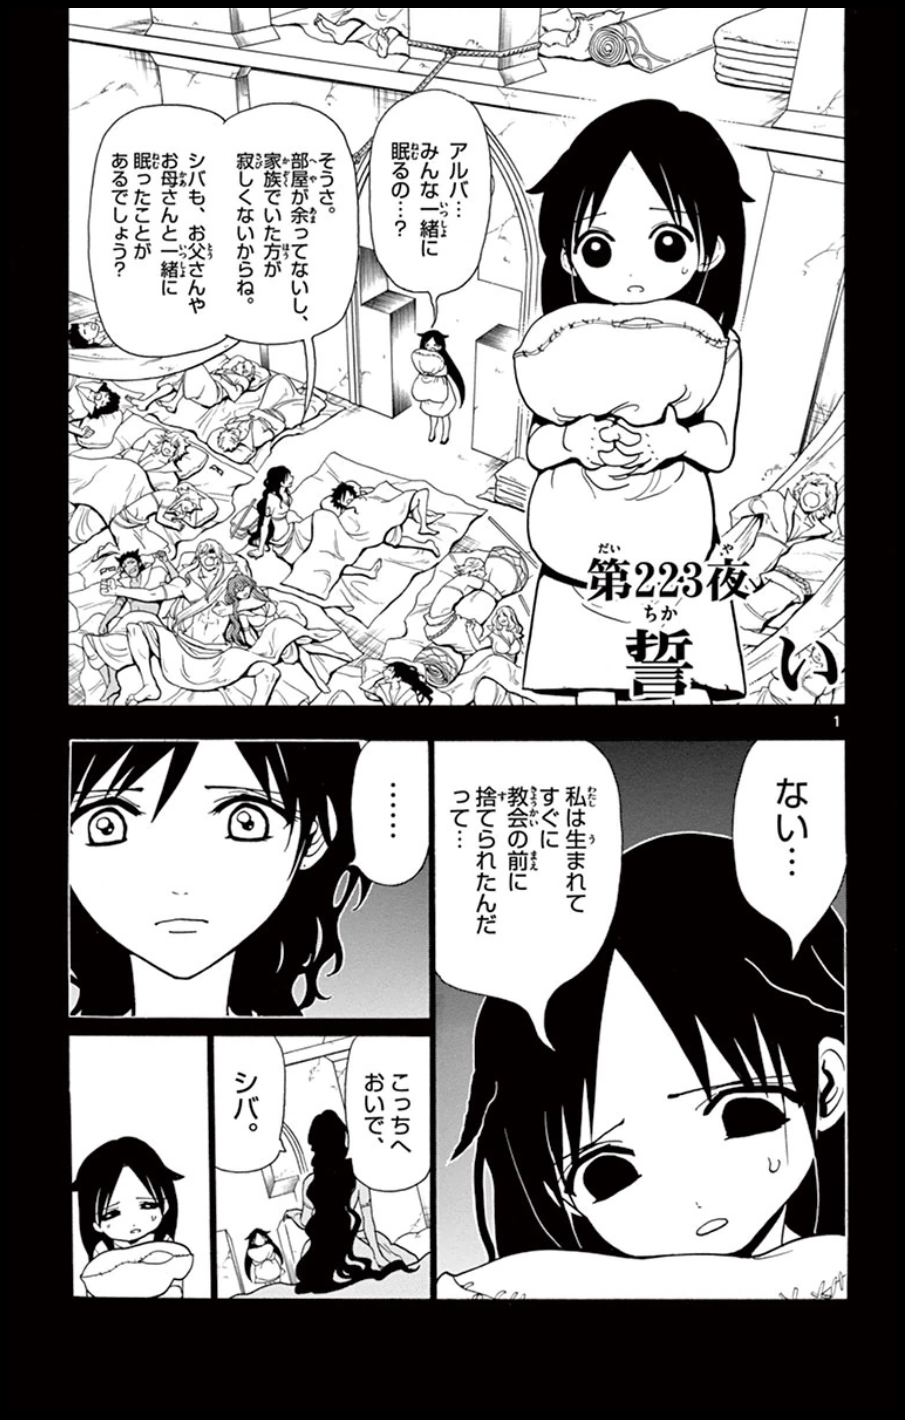 アルバ…
みんな一緒に
眠るの…?
そうさ。
部屋が余ってないし、
家族でいた方が
寂しくないからね。
シバも、お父さんや
お母さんと一緒に
眠ったことが
あるでしょう?
第223夜
誓い
1
ない…
私は生まれて
すぐに
教会の前に
捨てられたんだ
って…
……
こっちへ
おいで、
シバ。